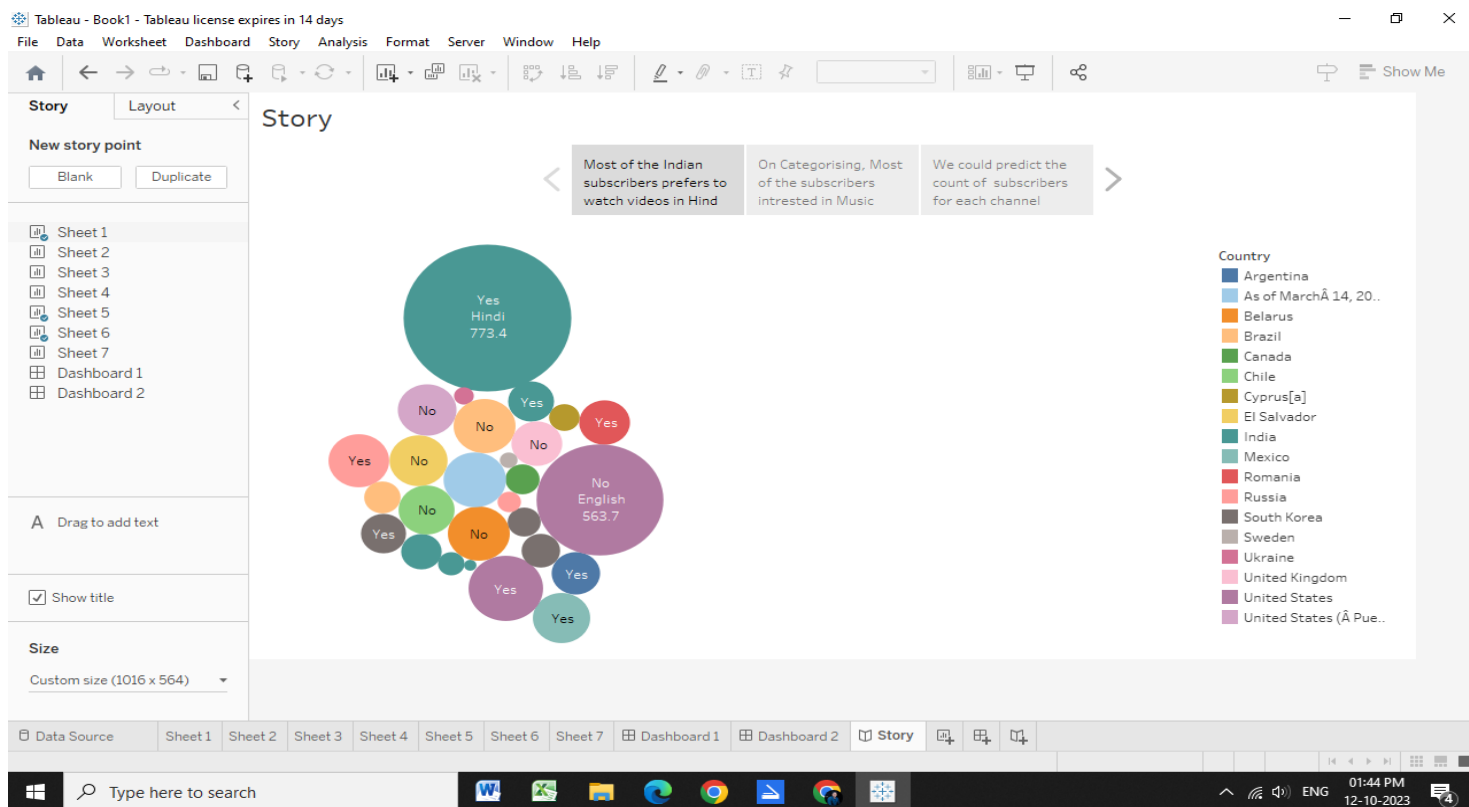 Tableau - Book1 - Tableau license expires in 14 days
File Data Worksheet Dashboard Story Analysis Format Server Window Help
Show Me
Story Layout
New story point
Blank Duplicate
Sheet 1
Sheet 2
Sheet 3
Sheet 4
Sheet 5
Sheet 6
Sheet 7
Dashboard 1
Dashboard 2
A Drag to add text
Show title
Size
Custom size (1016 x 564)
Story
Most of the Indian
subscribers prefers to
watch videos in Hind
On Categorising, Most
of the subscribers
intrested in Music
We could predict the
count of subscribers
for each channel
Yes
Hindi
773.4
No
No
Yes
Yes
No
Yes
No
No
English
563.7
No
Yes
No
Yes
Yes
Yes
Country
Argentina
As of MarchÂ 14, 20..
Belarus
Brazil
Canada
Chile
Cyprus[a]
El Salvador
India
Mexico
Romania
Russia
South Korea
Sweden
Ukraine
United Kingdom
United States
United States (Â Pue..
Data Source Sheet 1 Sheet 2 Sheet 3 Sheet 4 Sheet 5 Sheet 6 Sheet 7 Dashboard 1 Dashboard 2 Story
Type here to search
ENG
01:44 PM
12-10-2023
4